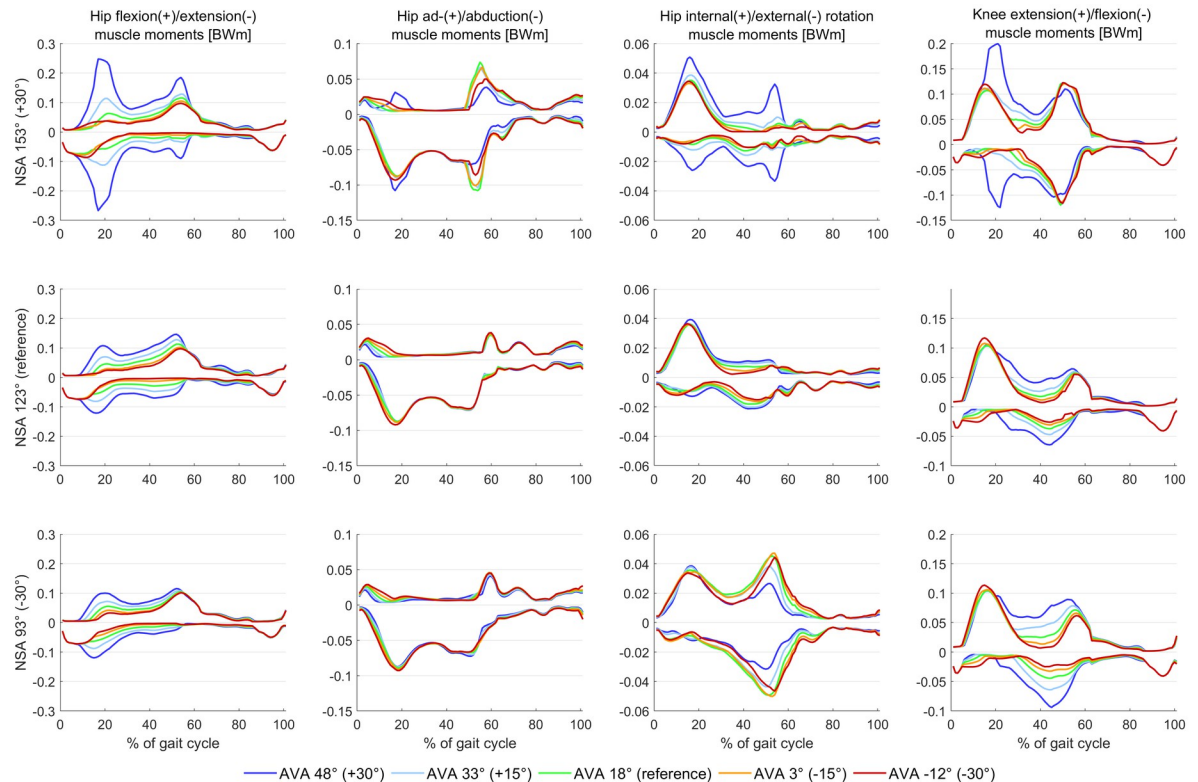 Hip flexion(+)/extension(-)
muscle moments [BWm]
Hip ad-(+)/abduction(-)
muscle moments [BWm]
Hip internal(+)/external(-) rotation
muscle moments [BWm]
Knee extension(+)/flexion(-)
muscle moments [BWm]
NSA 153° (+30°)
0.3
0.2
0.1
0
-0.1
-0.2
-0.3
0 20 40 60 80 100
0.1
0.05
0
-0.05
-0.1
-0.15
0 20 40 60 80 100
0.06
0.04
0.02
0
-0.02
-0.04
-0.06
0 20 40 60 80 100
0.2
0.15
0.1
0.05
0
-0.05
-0.1
-0.15
0 20 40 60 80 100
NSA 123° (reference)
0.3
0.2
0.1
0
-0.1
-0.2
-0.3
0 20 40 60 80 100
0.1
0.05
0
-0.05
-0.1
-0.15
0 20 40 60 80 100
0.06
0.04
0.02
0
-0.02
-0.04
-0.06
0 20 40 60 80 100
0.15
0.1
0.05
0
-0.05
-0.1
0 20 40 60 80 100
NSA 93° (-30°)
0.3
0.2
0.1
0
-0.1
-0.2
-0.3
0 20 40 60 80 100
% of gait cycle
0.1
0.05
0
-0.05
-0.1
-0.15
0 20 40 60 80 100
% of gait cycle
0.06
0.04
0.02
0
-0.02
-0.04
-0.06
0 20 40 60 80 100
% of gait cycle
0.2
0.15
0.1
0.05
0
-0.05
-0.1
0 20 40 60 80 100
% of gait cycle
AVA 48° (+30°) AVA 33° (+15°) AVA 18° (reference) AVA 3° (-15°) AVA -12° (-30°)